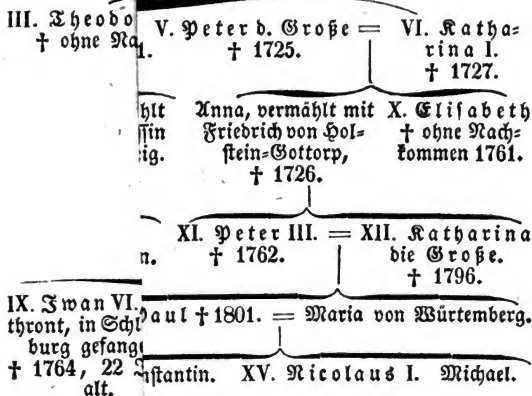 III. Theodo
† ohne Na
V. Peter d. Große = VI. Katha-
† 1725. rina I.
† 1727.
Anna, vermählt mit X. Elisabeth
Friedrich von Hol- † ohne Nach-
stein-Gottorp, kommen 1761.
† 1726.
XI. Peter III. = XII. Katharina
† 1762. die Große.
† 1796.
IX. Iwan VI.
thront, in Schl
burg gefang
† 1764, 22
alt.
aul † 1801. = Maria von Würtemberg.
nstantin. XV. Nicolaus I. Michael.